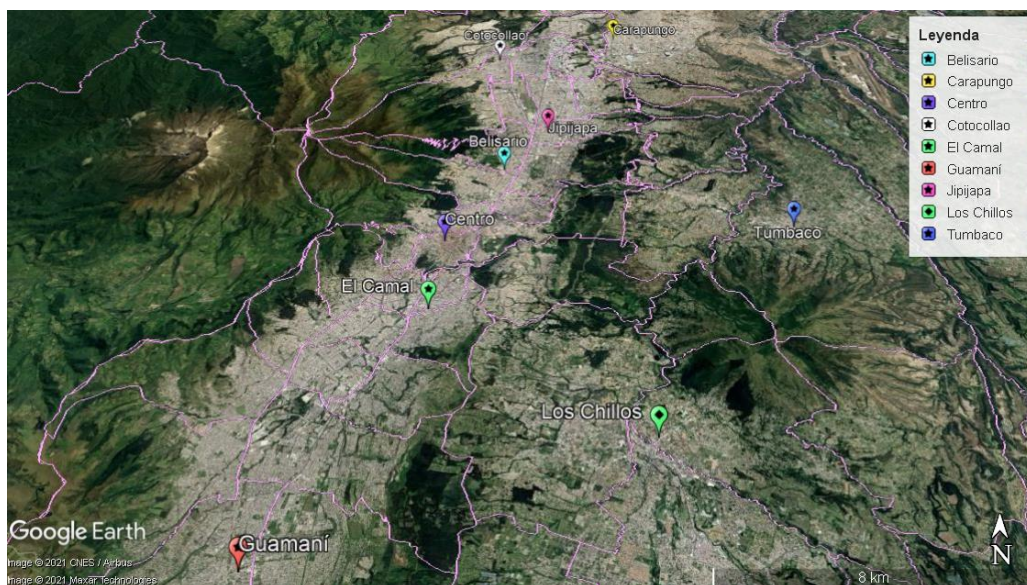 Cotocollao
Carapungo
Jipijapa
Belisario
Centro
Tumbaco
El Camal
Los Chillos
Guamaní
Leyenda
Belisario
Carapungo
Centro
Cotocollao
El Camal
Guamaní
Jipijapa
Los Chillos
Tumbaco
Google Earth
Image © 2021 CNES / Airbus
Image © 2021 Maxar Technologies
8 km
N